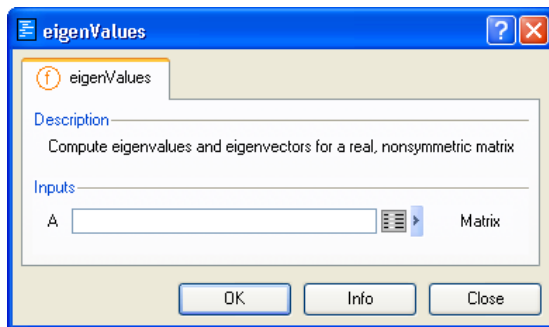 eigenValues
eigenValues
Description
Compute eigenvalues and eigenvectors for a real, nonsymmetric matrix
Inputs
A Matrix
OK Info Close